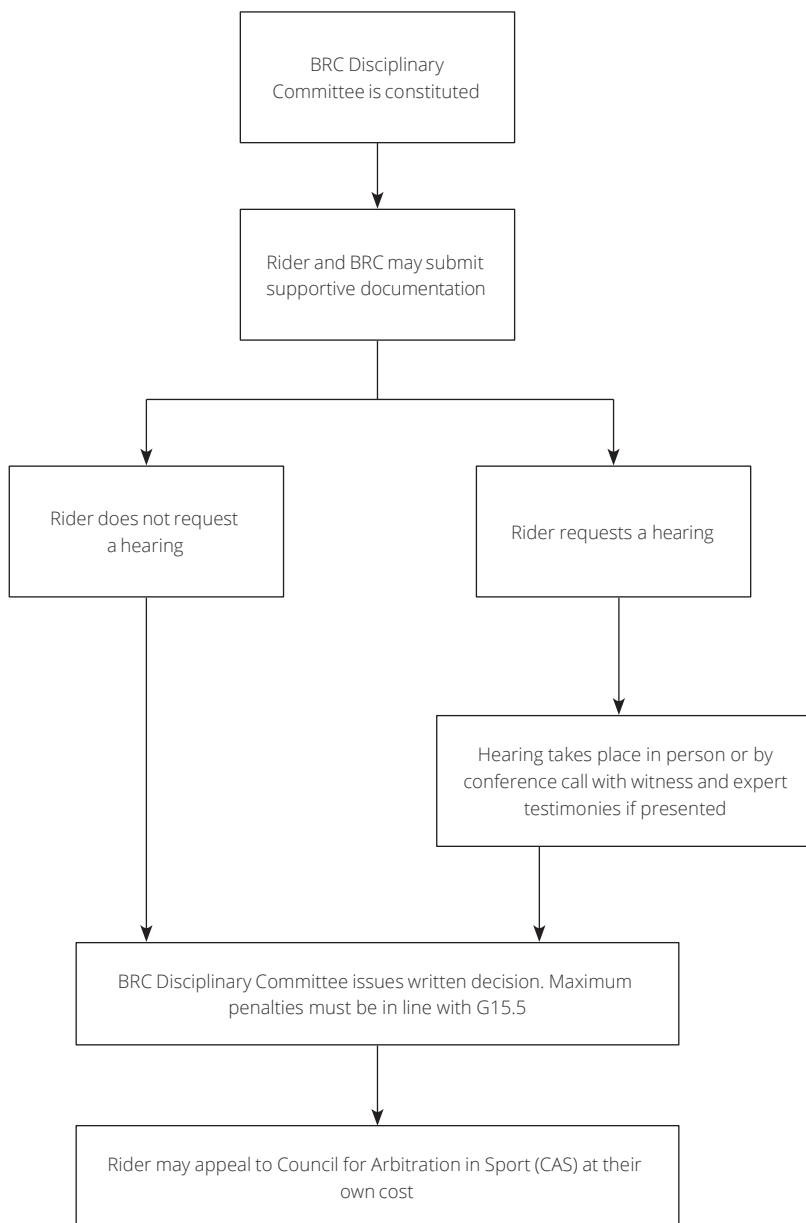 BRC Disciplinary
Committee is constituted
Rider and BRC may submit
supportive documentation
Rider does not request
a hearing
Rider requests a hearing
Hearing takes place in person or by
conference call with witness and expert
testimonies if presented
BRC Disciplinary Committee issues written decision. Maximum
penalties must be in line with G15.5
Rider may appeal to Council for Arbitration in Sport (CAS) at their
own cost